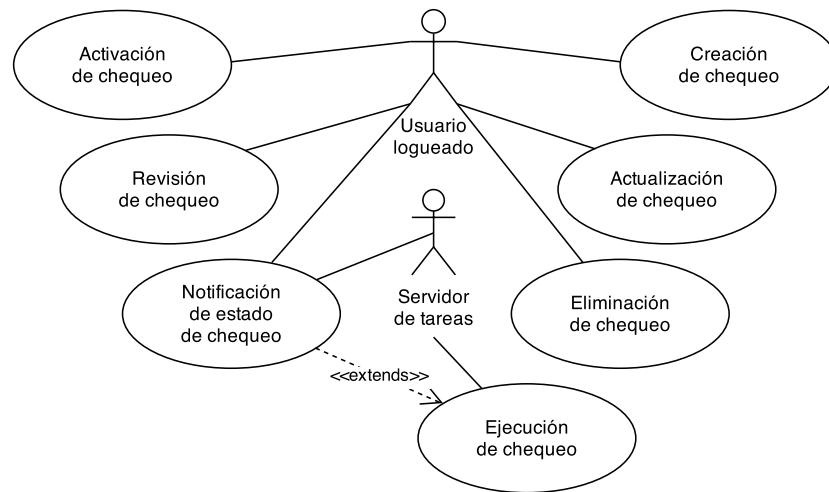 Activación
de chequeo
Creación
de chequeo
Usuario
logueado
Revisión
de chequeo
Actualización
de chequeo
Notificación
de estado
de chequeo
Servidor
de tareas
Eliminación
de chequeo
<<extends>>
Ejecución
de chequeo